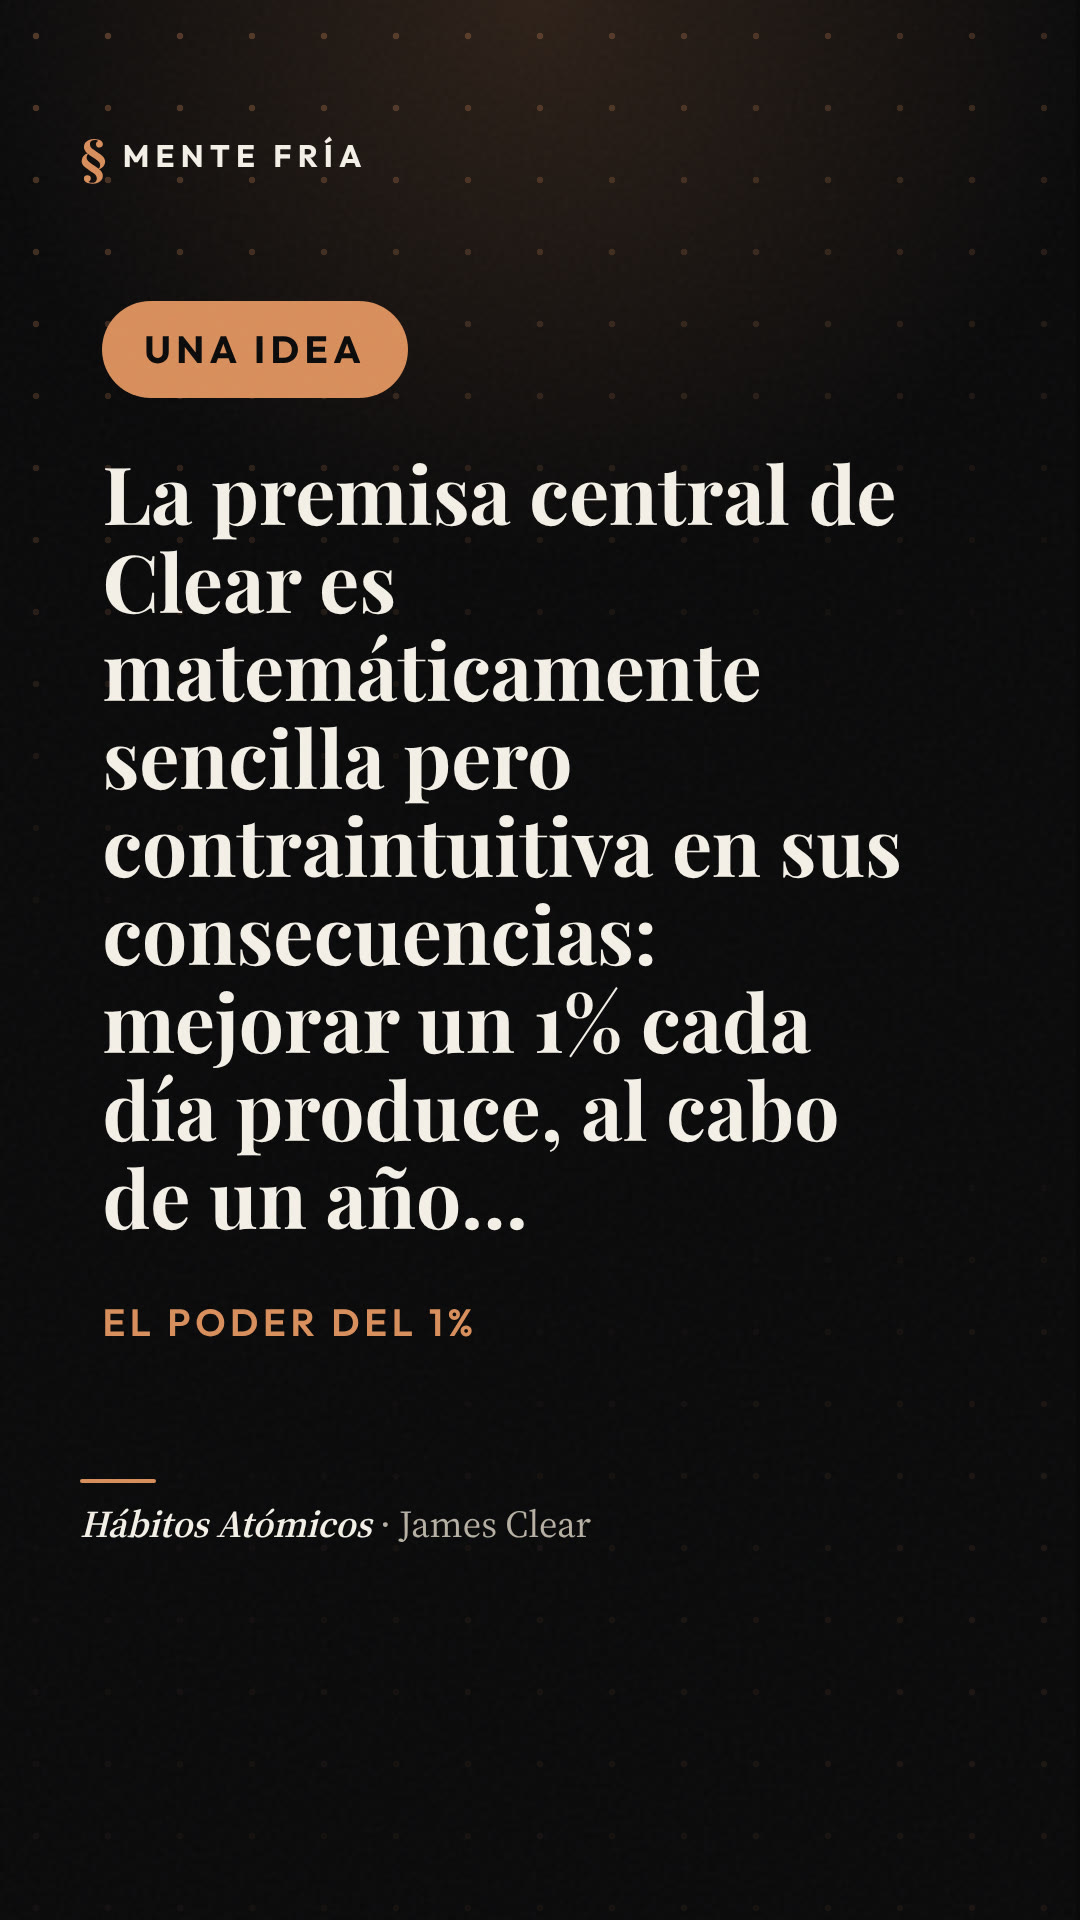 § MENTE FRÍA
UNA IDEA
La premisa central de
Clear es
matemáticamente
sencilla pero
contraintuitiva en sus
consecuencias:
mejorar un 1% cada
día produce, al cabo
de un año...
EL PODER DEL 1%
Hábitos Atómicos · James Clear